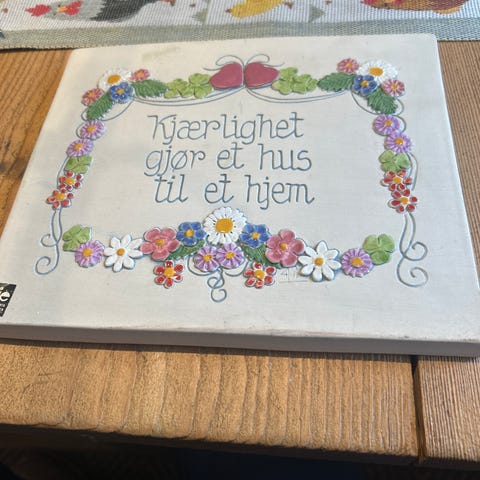 Kjærlighet
gjør et hus
til et hjem